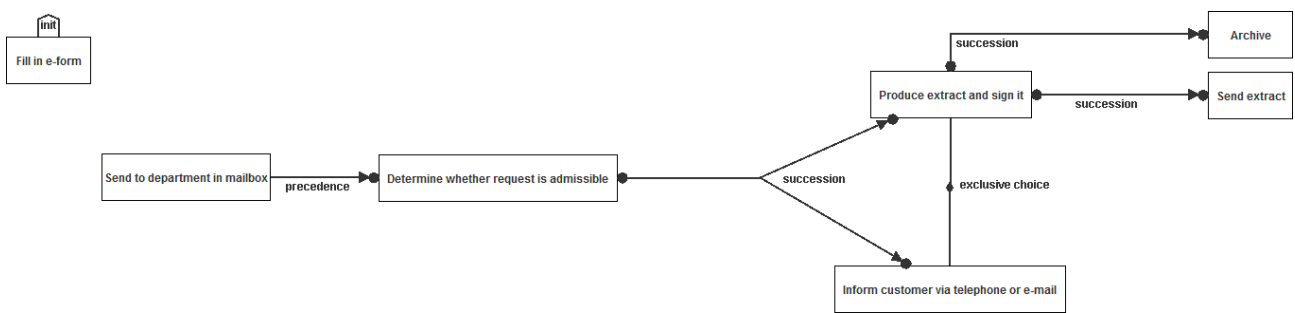 init
Fill in e-form
Archive
succession
Produce extract and sign it
Send extract
succession
Send to department in mailbox
precedence
Determine whether request is admissible
succession
exclusive choice
Inform customer via telephone or e-mail